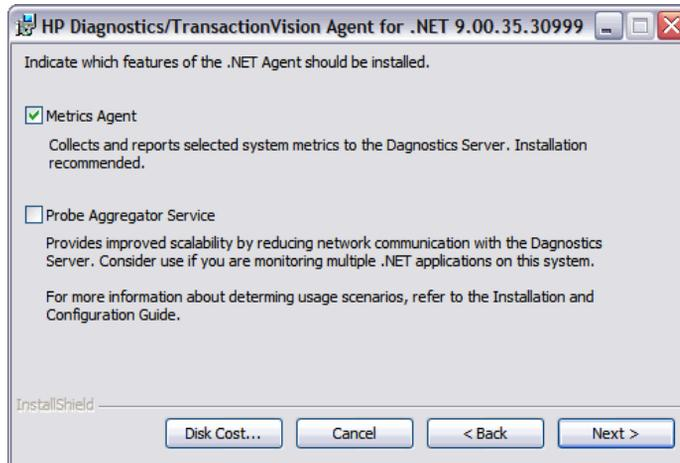 HP Diagnostics/TransactionVision Agent for .NET 9.00.35.30999
Indicate which features of the .NET Agent should be installed.
Metrics Agent
Collects and reports selected system metrics to the Dagnostics Server. Installation
recommended.
Probe Aggregator Service
Provides improved scalability by reducing network communication with the Dagnostics
Server. Consider use if you are monitoring multiple .NET applications on this system.
For more information about determing usage scenarios, refer to the Installation and
Configuration Guide.
InstallShield
Disk Cost... Cancel < Back Next >